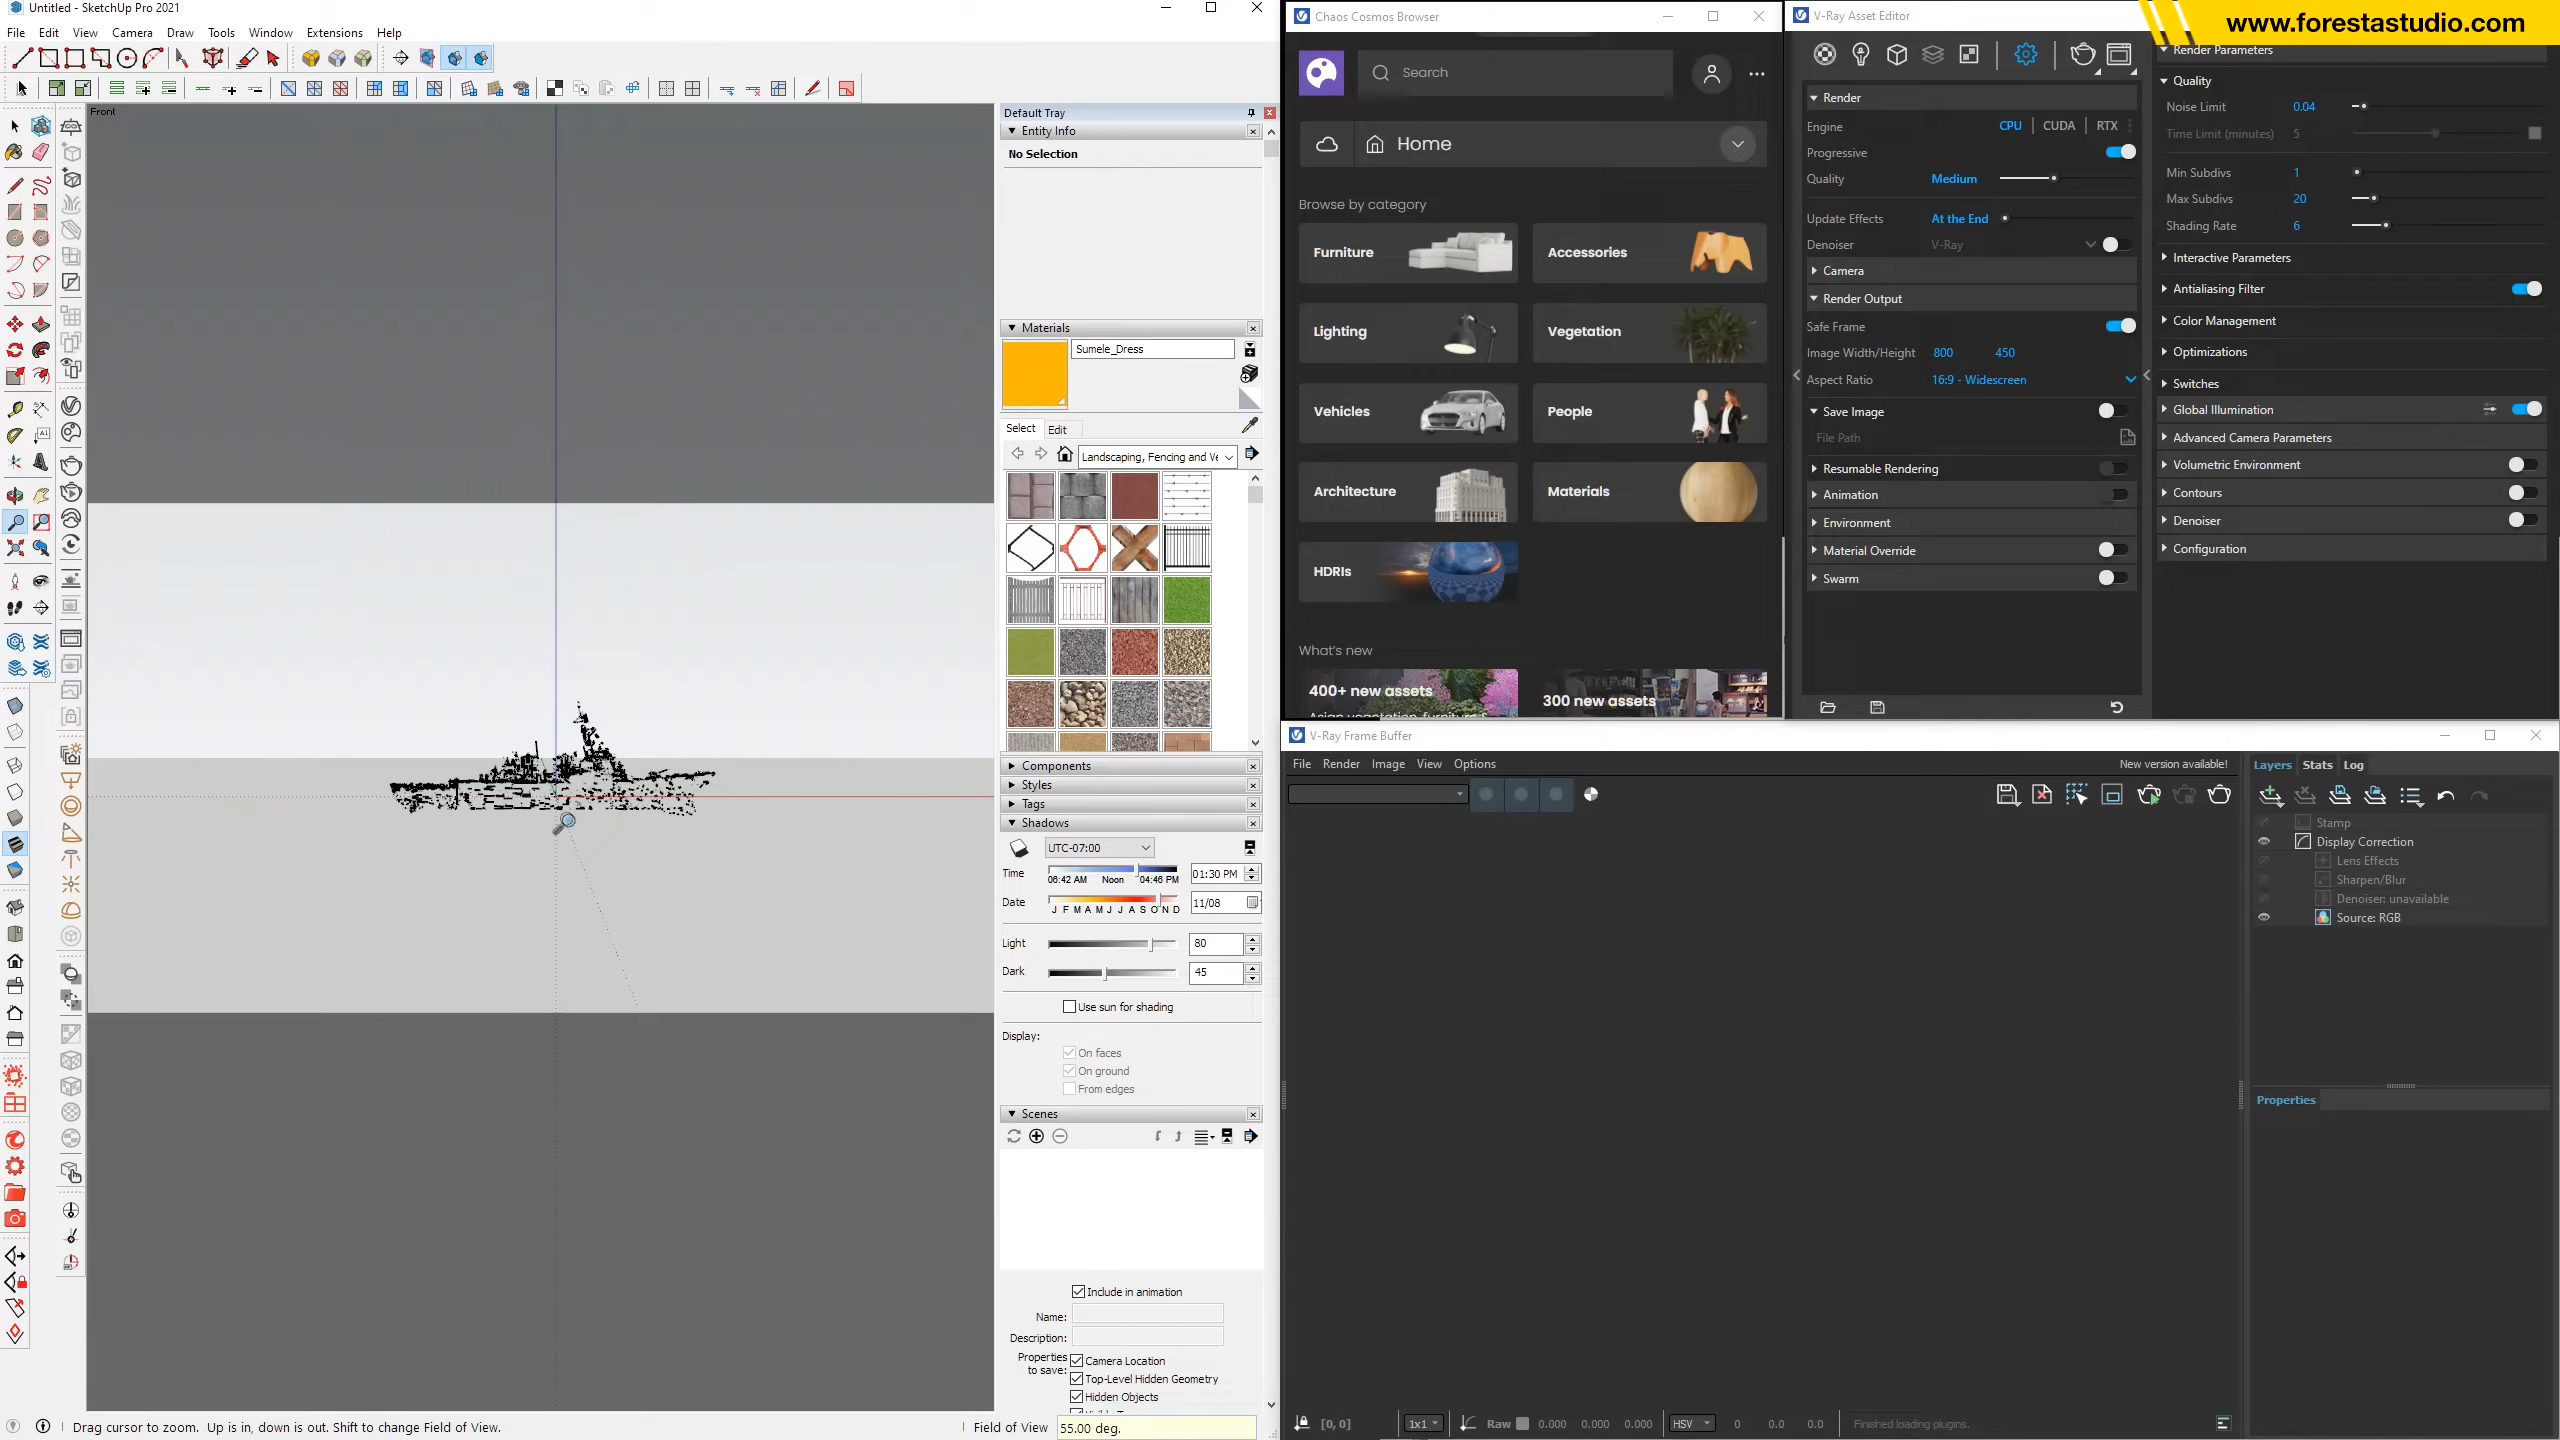 Untitled - SketchUp Pro 2021
File Edit View Camera Draw Tools Window Extensions Help
Front
Default Tray
Entity Info
No Selection
Materials
Sumele_Dress
Select Edit
Landscaping, Fencing and Ve
Components
Styles
Tags
Shadows
UTC-07:00
Time
06:42 AM Noon 04:46 PM
01:30 PM
Date
J F M A M J J A S O N D
11/08
Light 80
Dark 45
Use sun for shading
Display:
On faces
On ground
From edges
Scenes
Include in animation
Name:
Description:
Properties to save:
Camera Location
Top-Level Hidden Geometry
Hidden Objects
Drag cursor to zoom. Up is in, down is out. Shift to change Field of View.
Field of View 55.00 deg.
Chaos Cosmos Browser
Search
Home
Browse by category
Furniture
Accessories
Lighting
Vegetation
Vehicles
People
Architecture
Materials
HDRIs
What's new
400+ new assets
Asian vegetation, furniture,
300 new assets
V-Ray Asset Editor
www.forestastudio.com
Render
Engine CPU CUDA RTX
Progressive
Quality Medium
Update Effects At the End
Denoiser V-Ray
Camera
Render Output
Safe Frame
Image Width/Height 800 450
Aspect Ratio 16:9 - Widescreen
Save Image
File Path
Resumable Rendering
Animation
Environment
Material Override
Swarm
Render Parameters
Quality
Noise Limit 0.04
Time Limit (minutes) 5
Min Subdivs 1
Max Subdivs 20
Shading Rate 6
Interactive Parameters
Antialiasing Filter
Color Management
Optimizations
Switches
Global Illumination
Advanced Camera Parameters
Volumetric Environment
Contours
Denoiser
Configuration
V-Ray Frame Buffer
File Render Image View Options
New version available!
Layers Stats Log
Stamp
Display Correction
Lens Effects
Sharpen/Blur
Denoiser: unavailable
Source: RGB
Properties
[0, 0]
1x1
Raw 0.000 0.000 0.000
HSV 0 0.0 0.0
Finished loading plugins.